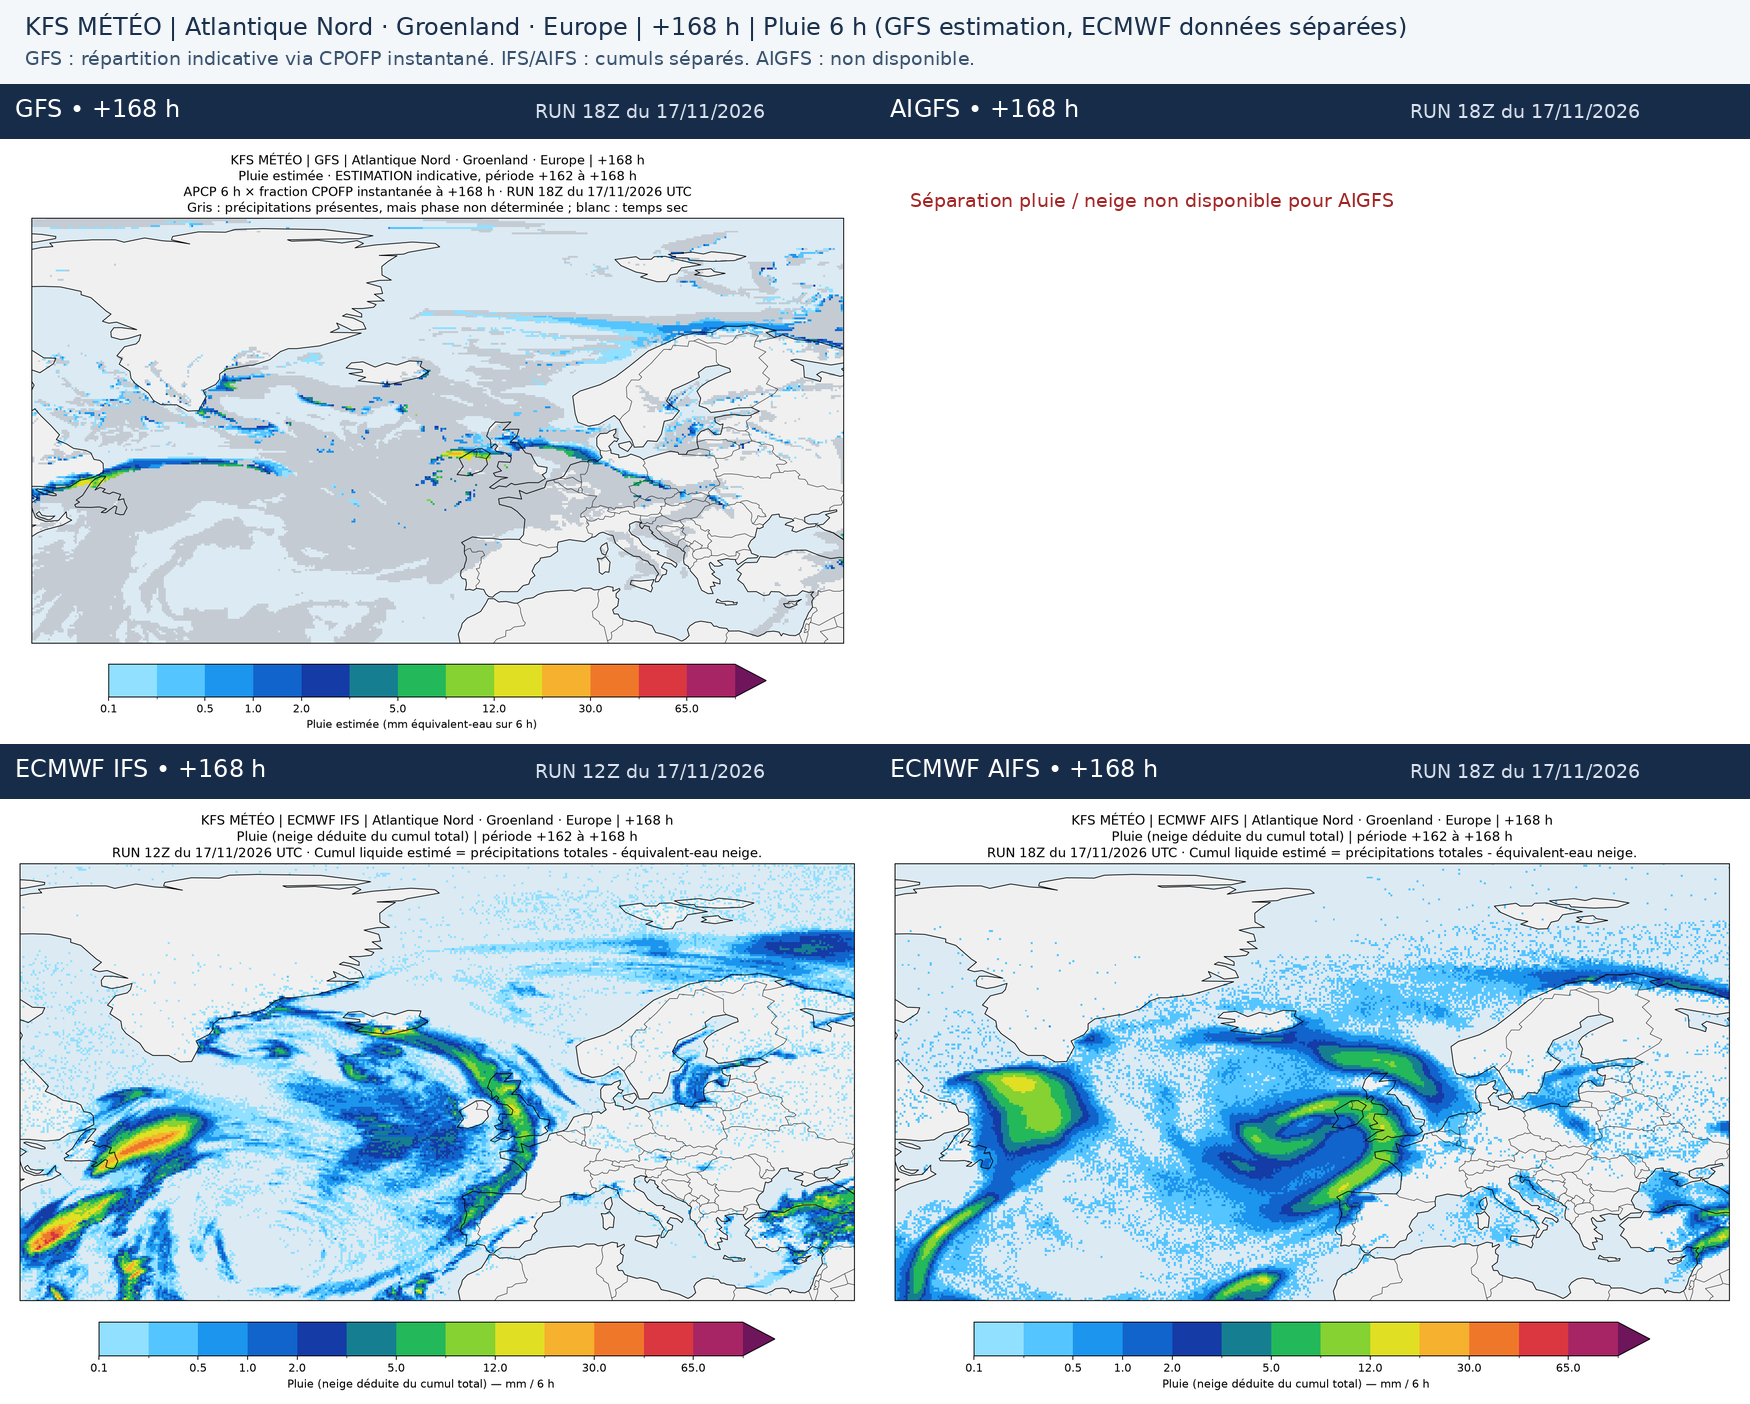 KFS MÉTÉO | Atlantique Nord · Groenland · Europe | +168 h | Pluie 6 h (GFS estimation, ECMWF données séparées)
GFS : répartition indicative via CPOFP instantané. IFS/AIFS : cumuls séparés. AIGFS : non disponible.
GFS • +168 h RUN 18Z du 17/11/2026
KFS MÉTÉO | GFS | Atlantique Nord · Groenland · Europe | +168 h
Pluie estimée · ESTIMATION indicative, période +162 à +168 h
APCP 6 h × fraction CPOFP instantanée à +168 h · RUN 18Z du 17/11/2026 UTC
Gris : précipitations présentes, mais phase non déterminée ; blanc : temps sec
0.1 0.5 1.0 2.0 5.0 12.0 30.0 65.0
Pluie estimée (mm équivalent-eau sur 6 h)
AIGFS • +168 h RUN 18Z du 17/11/2026
Séparation pluie / neige non disponible pour AIGFS
ECMWF IFS • +168 h RUN 12Z du 17/11/2026
KFS MÉTÉO | ECMWF IFS | Atlantique Nord · Groenland · Europe | +168 h
Pluie (neige déduite du cumul total) | période +162 à +168 h
RUN 12Z du 17/11/2026 UTC · Cumul liquide estimé = précipitations totales - équivalent-eau neige.
0.1 0.5 1.0 2.0 5.0 12.0 30.0 65.0
Pluie (neige déduite du cumul total) — mm / 6 h
ECMWF AIFS • +168 h RUN 18Z du 17/11/2026
KFS MÉTÉO | ECMWF AIFS | Atlantique Nord · Groenland · Europe | +168 h
Pluie (neige déduite du cumul total) | période +162 à +168 h
RUN 18Z du 17/11/2026 UTC · Cumul liquide estimé = précipitations totales - équivalent-eau neige.
0.1 0.5 1.0 2.0 5.0 12.0 30.0 65.0
Pluie (neige déduite du cumul total) — mm / 6 h